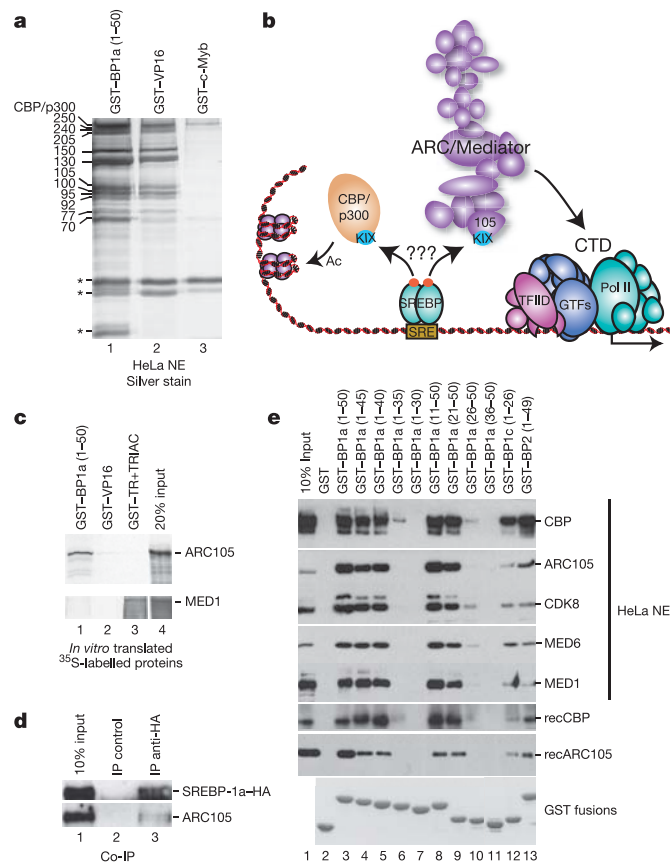 a
GST–BP1a (1–50)
GST–VP16
GST–c-Myb
CBP/p300
250
240
205
150
130
105
100
96
95
92
77
70
*
*
*
1 2 3
HeLa NE
Silver stain
b
ARC/Mediator
CBP/
p300
KIX
105
KIX
???
Ac
CTD
SREBP
SRE
TFIID
GTFs
Pol II
c
GST–BP1a (1–50)
GST–VP16
GST–TR+TRIAC
20% input
ARC105
MED1
1 2 3 4
In vitro translated
35S-labelled proteins
d
10% input
IP control
IP anti-HA
SREBP-1a–HA
ARC105
1 2 3
Co-IP
e
10% Input
GST
GST–BP1a (1–50)
GST–BP1a (1–45)
GST–BP1a (1–40)
GST–BP1a (1–35)
GST–BP1a (1–30)
GST–BP1a (11–50)
GST–BP1a (21–50)
GST–BP1a (26–50)
GST–BP1a (36–50)
GST–BP1c (1–26)
GST–BP2 (1–49)
CBP
ARC105
CDK8
MED6
MED1
HeLa NE
recCBP
recARC105
GST fusions
1 2 3 4 5 6 7 8 9 10 11 12 13